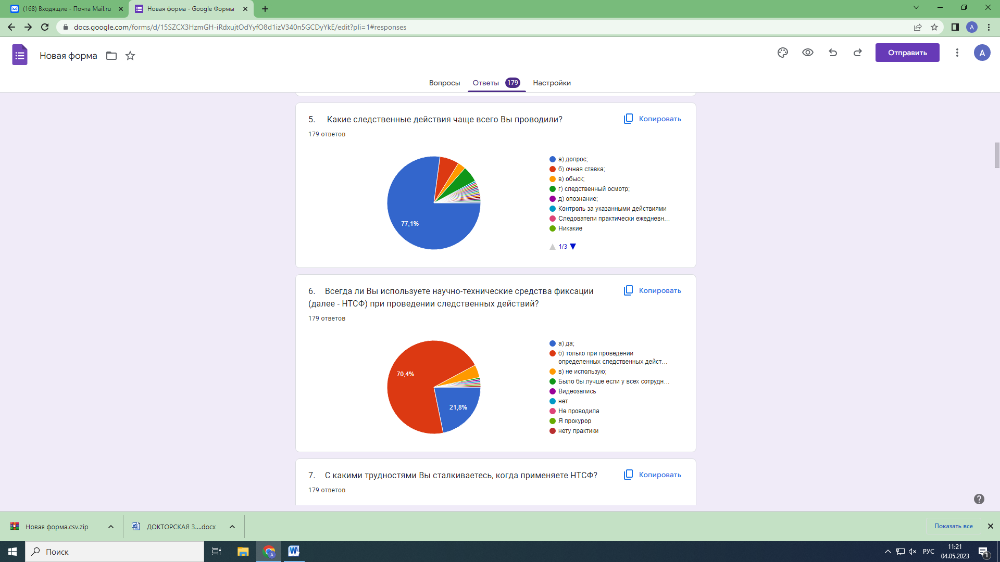 (168) Входящие - Почта Mail.ru
Новая форма - Google Формы
docs.google.com/forms/d/15SZCX3HzmGH-iRdxujtOdYyfO8d1izV340n5GCDyYkE/edit?pli=1#responses
A
Новая форма
Отправить
A
Вопросы
Ответы 179
Настройки
5. Какие следственные действия чаще всего Вы проводили?
Копировать
179 ответов
77,1%
а) допрос;
б) очная ставка;
в) обыск;
г) следственный осмотр;
д) опознание;
Контроль за указанными действиями
Следователи практически ежедневн...
Никакие
1/3
6. Всегда ли Вы используете научно-технические средства фиксации
(далее - НТСФ) при проведении следственных действий?
Копировать
179 ответов
70,4%
21,8%
а) да;
б) только при проведении
определенных следственных дейст...
в) не использую;
Было бы лучше если у всех сотрудн...
Видеозапись
нет
Не проводила
Я прокурор
нету практики
7. С какими трудностями Вы сталкиваетесь, когда применяете НТСФ?
Копировать
179 ответов
Новая форма.csv.zip
ДОКТОРСКАЯ 3....docx
Показать все
Поиск
РУС
11:21
04.05.2023
1